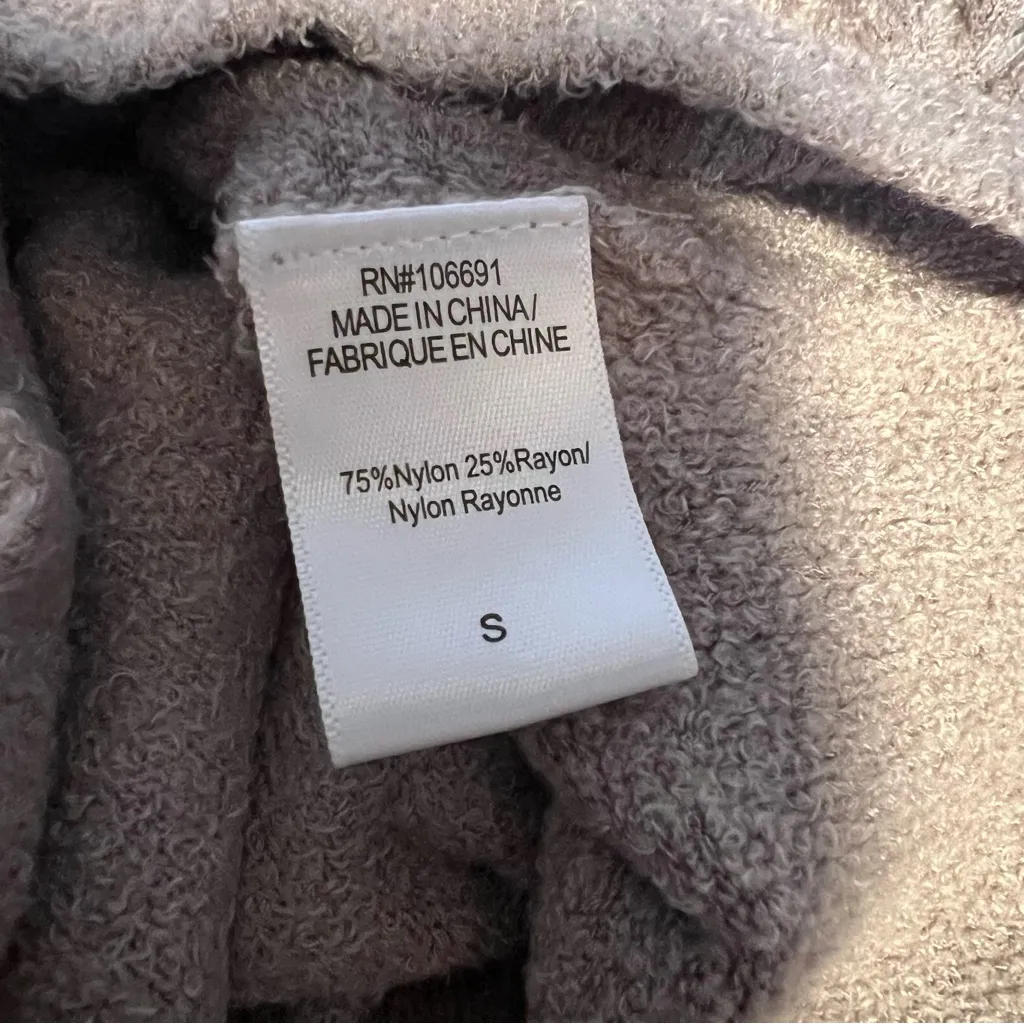 RN#106691
MADE IN CHINA/
FABRIQUE EN CHINE
75%Nylon 25%Rayon/
Nylon Rayonne
S